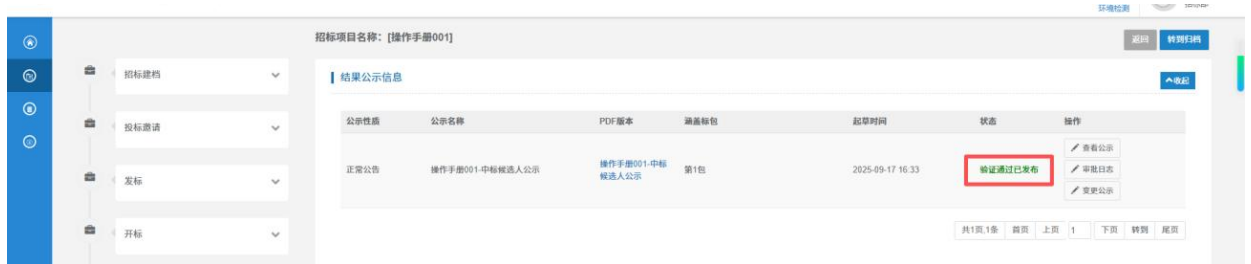 环境检测
招标项目名称：[操作手册001]
返回 转到归档
招标建档
结果公示信息
收起
投标邀请
公示性质 公示名称 PDF版本 涵盖标包 起草时间 状态 操作
查看公示
正常公告 操作手册001-中标候选人公示 操作手册001-中标 第1包 2025-09-17 16:33 验证通过已发布 审批日志
候选人公示
变更公示
发标
开标
共1页,1条 首页 上页 1 下页 转到 尾页